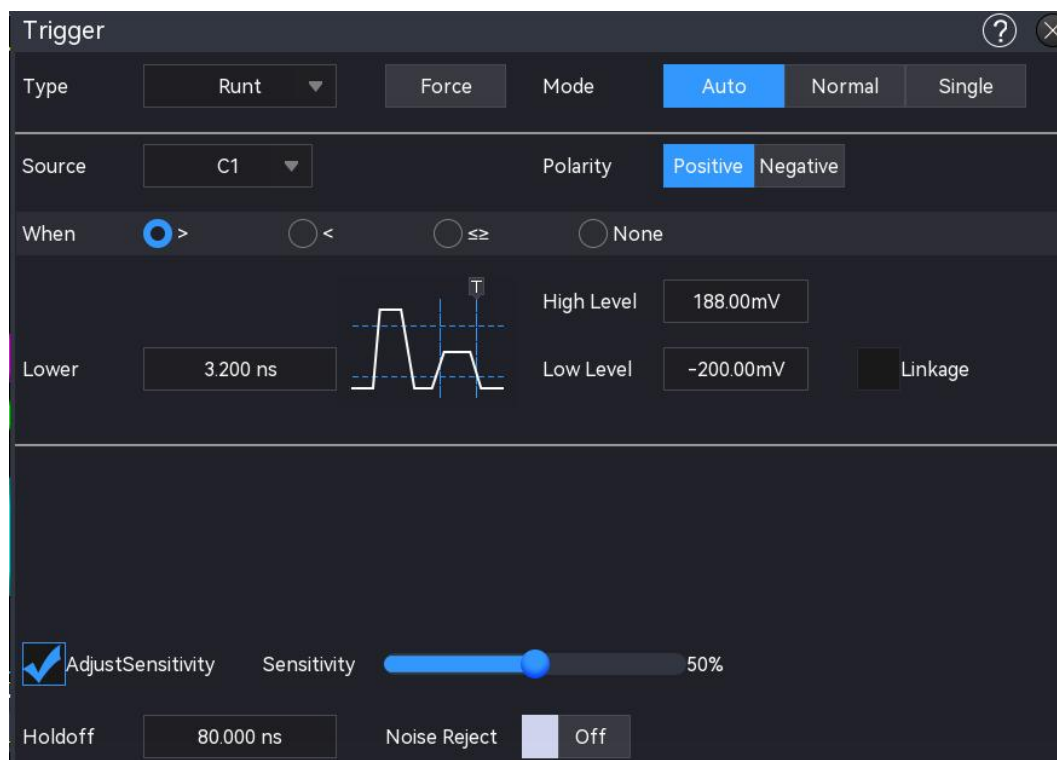 Trigger ?
Type Runt Force Mode Auto Normal Single
Source C1 Polarity Positive Negative
When > < ≤≥ None
T
High Level 188.00mV
Lower 3.200 ns Low Level -200.00mV Linkage
AdjustSensitivity Sensitivity 50%
Holdoff 80.000 ns Noise Reject Off